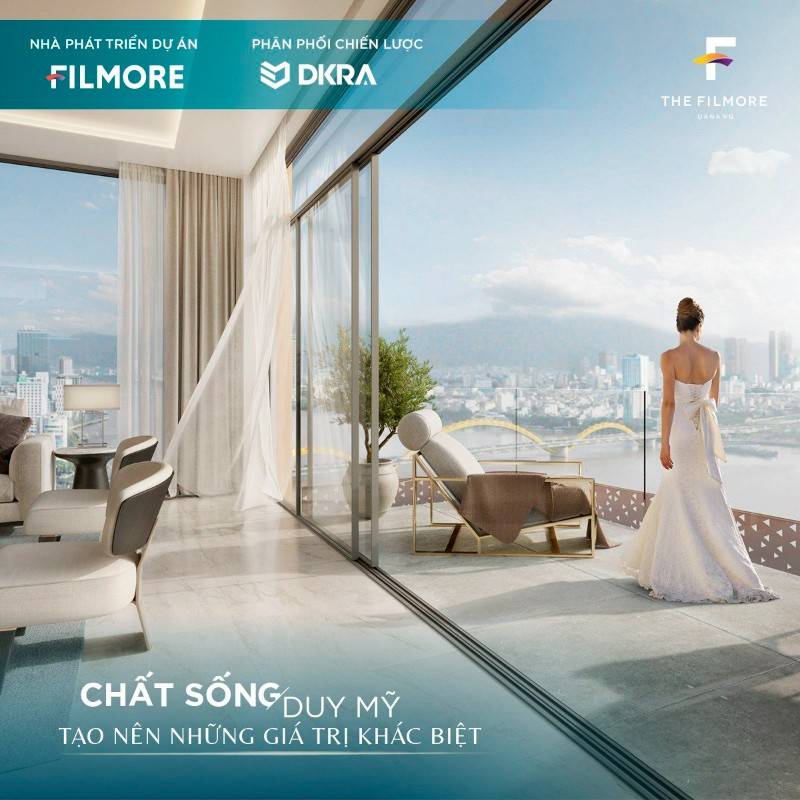 NHÀ PHÁT TRIỂN DỰ ÁN
FILMORE
PHÂN PHỐI CHIẾN LƯỢC
DKRA
F
THE FILMORE
DANANG
CHẤT SỐNG
DUY MỸ
TẠO NÊN NHỮNG GIÁ TRỊ KHÁC BIỆT